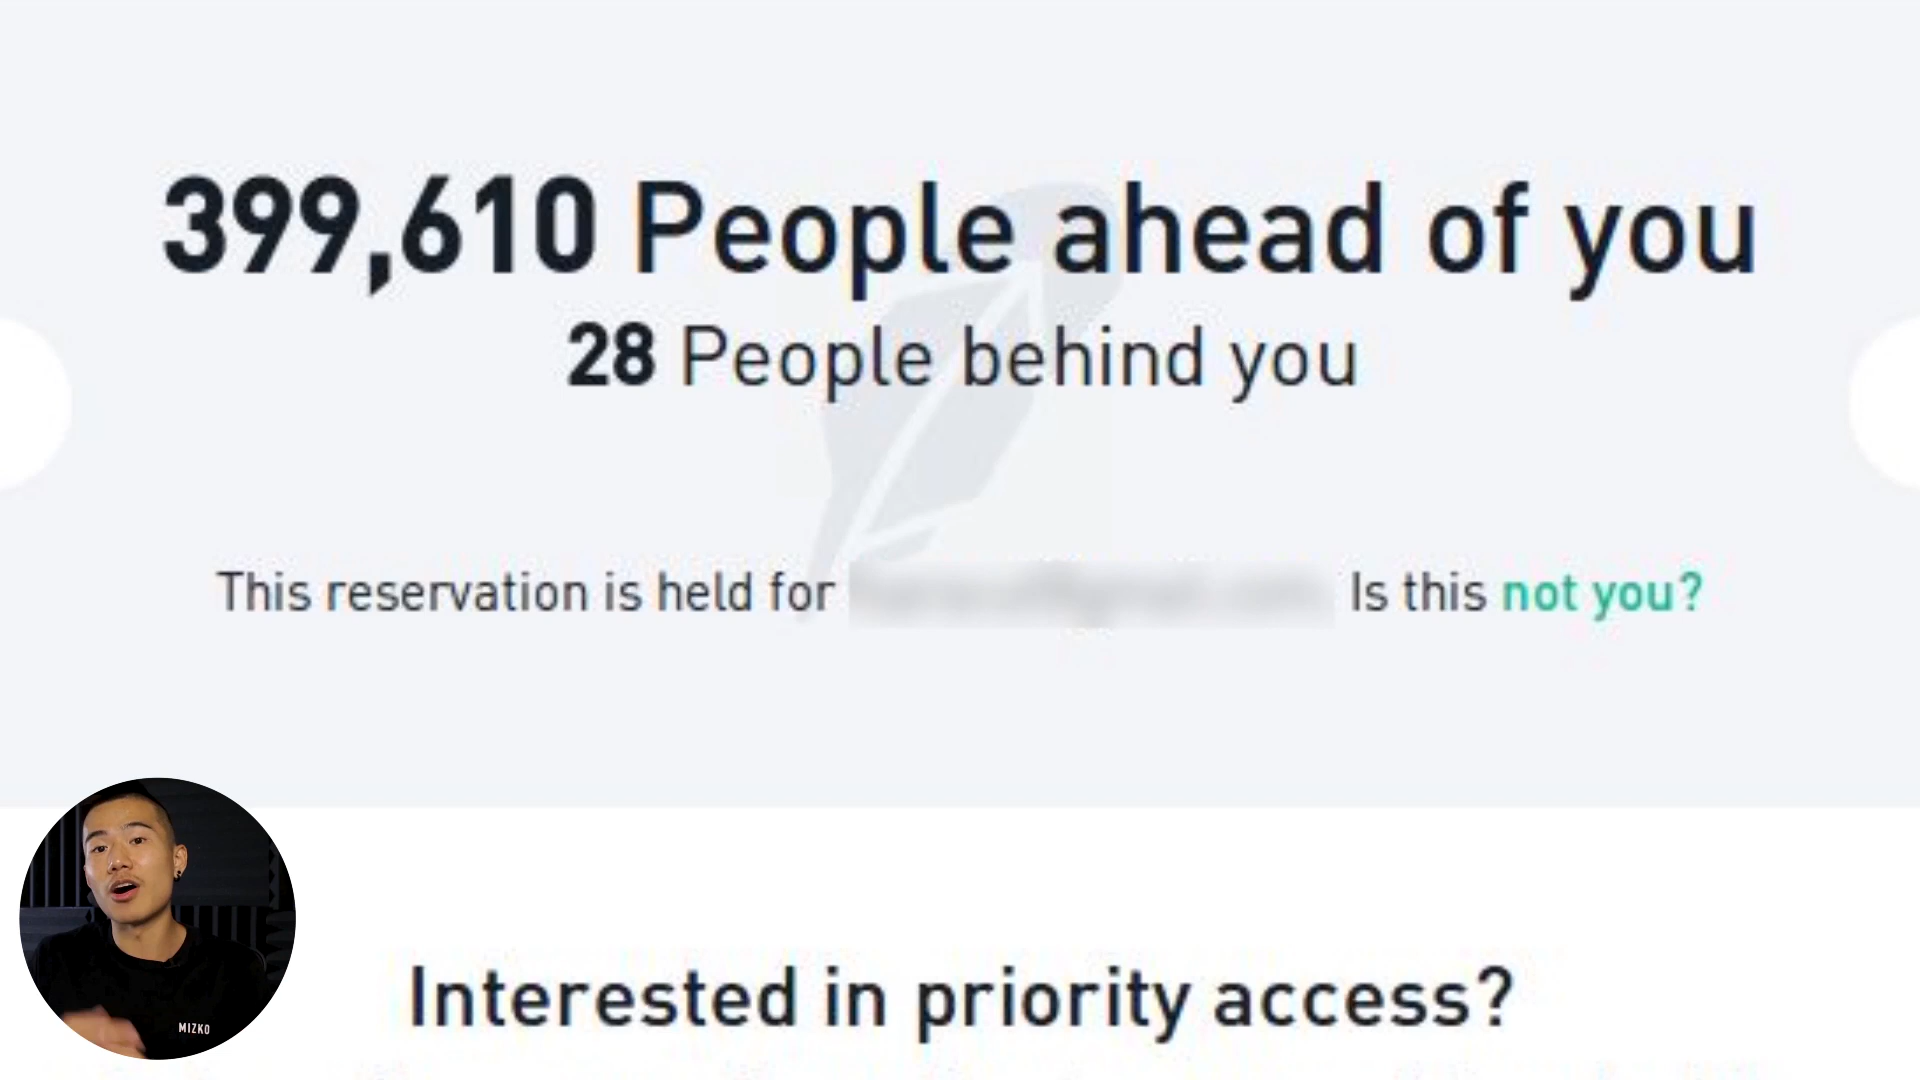 399,610 People ahead of you
28 People behind you
This reservation is held for Is this not you?
MIZKO
Interested in priority access?